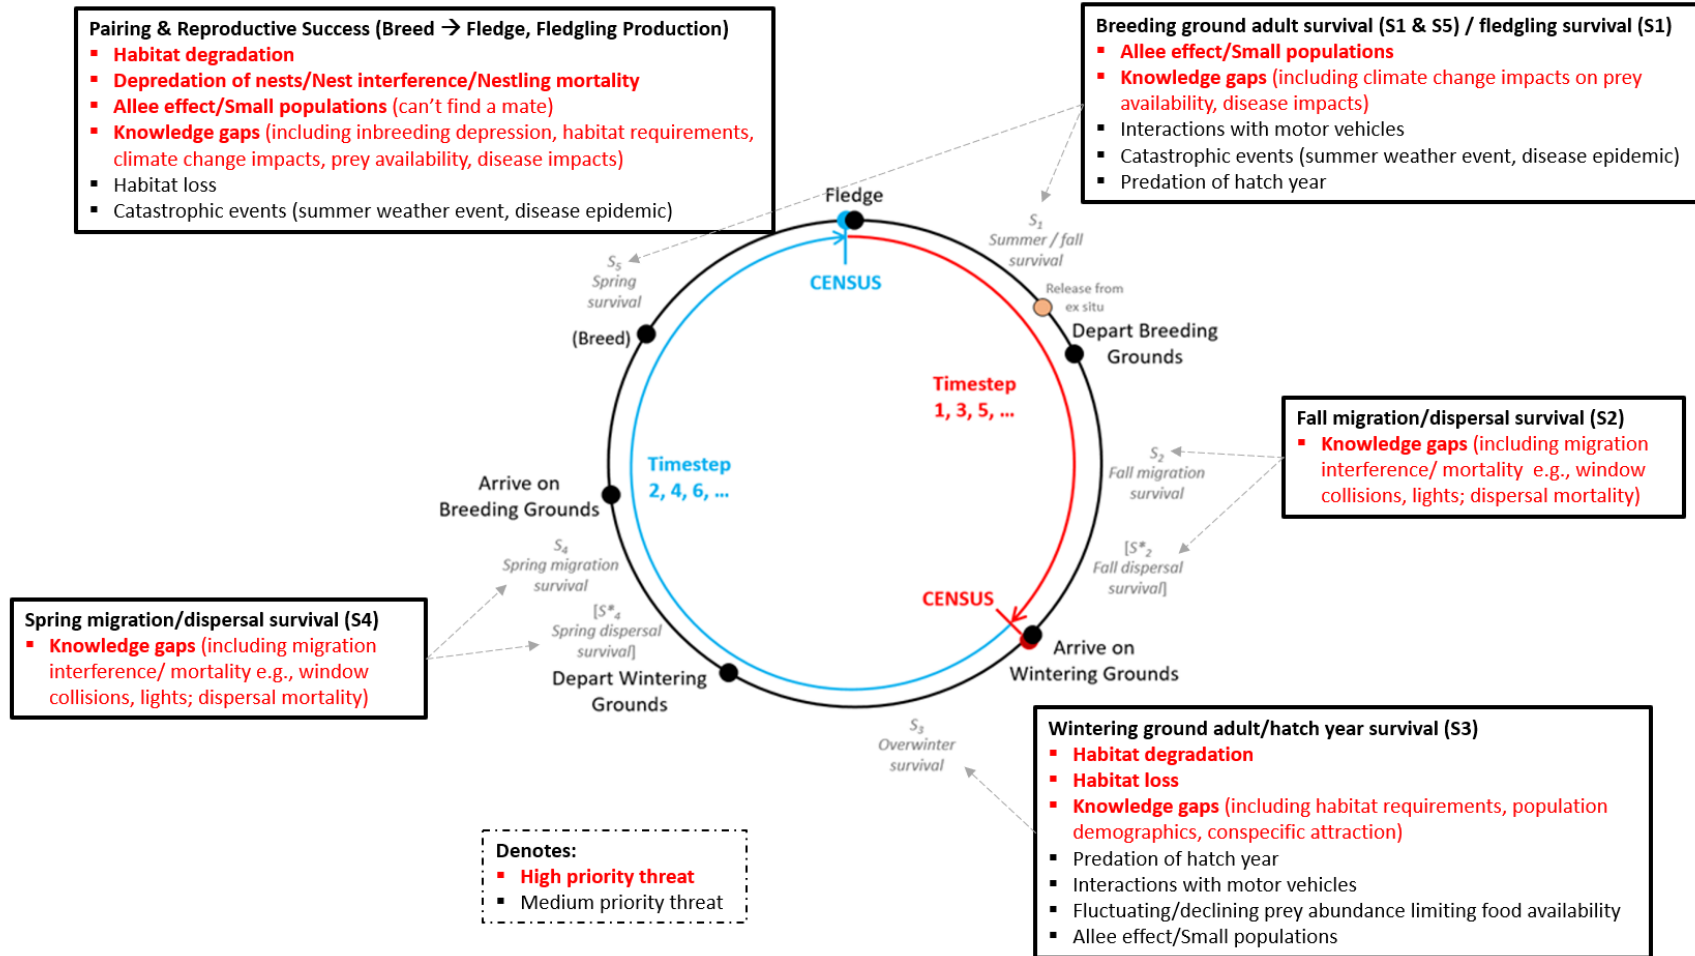 Pairing & Reproductive Success (Breed → Fledge, Fledgling Production)
▪ Habitat degradation
▪ Depredation of nests/Nest interference/Nestling mortality
▪ Allee effect/Small populations (can't find a mate)
▪ Knowledge gaps (including inbreeding depression, habitat requirements,
climate change impacts, prey availability, disease impacts)
▪ Habitat loss
▪ Catastrophic events (summer weather event, disease epidemic)
Breeding ground adult survival (S1 & S5) / fledgling survival (S1)
▪ Allee effect/Small populations
▪ Knowledge gaps (including climate change impacts on prey
availability, disease impacts)
▪ Interactions with motor vehicles
▪ Catastrophic events (summer weather event, disease epidemic)
▪ Predation of hatch year
Fledge
CENSUS
S1
Summer / fall
survival
Release from
ex situ
Depart Breeding
Grounds
S5
Spring
survival
(Breed)
Timestep
1, 3, 5, ...
Timestep
2, 4, 6, ...
Fall migration/dispersal survival (S2)
▪ Knowledge gaps (including migration
interference/ mortality e.g., window
collisions, lights; dispersal mortality)
S2
Fall migration
survival
[S*2
Fall dispersal
survival]
Arrive on
Breeding Grounds
S4
Spring migration
survival
[S*4
Spring dispersal
survival]
Spring migration/dispersal survival (S4)
▪ Knowledge gaps (including migration
interference/ mortality e.g., window
collisions, lights; dispersal mortality)
CENSUS
Arrive on
Wintering Grounds
Depart Wintering
Grounds
S3
Overwinter
survival
Wintering ground adult/hatch year survival (S3)
▪ Habitat degradation
▪ Habitat loss
▪ Knowledge gaps (including habitat requirements, population
demographics, conspecific attraction)
▪ Predation of hatch year
▪ Interactions with motor vehicles
▪ Fluctuating/declining prey abundance limiting food availability
▪ Allee effect/Small populations
Denotes:
▪ High priority threat
▪ Medium priority threat